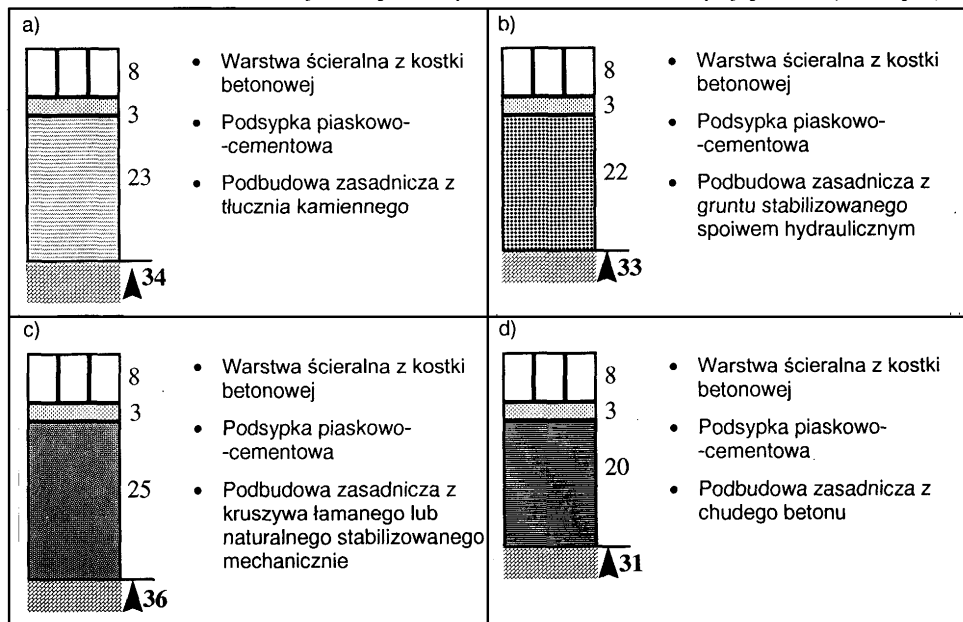 a)
8
3
23
34
• Warstwa ścieralna z kostki
betonowej
• Podsypka piaskowo-
-cementowa
• Podbudowa zasadnicza z
tłucznia kamiennego
b)
8
3
22
33
• Warstwa ścieralna z kostki
betonowej
• Podsypka piaskowo-
-cementowa
• Podbudowa zasadnicza z
gruntu stabilizowanego
spoiwem hydraulicznym
c)
8
3
25
36
• Warstwa ścieralna z kostki
betonowej
• Podsypka piaskowo-
-cementowa
• Podbudowa zasadnicza z
kruszywa łamanego lub
naturalnego stabilizowanego
mechanicznie
d)
8
3
20
31
• Warstwa ścieralna z kostki
betonowej
• Podsypka piaskowo-
-cementowa
• Podbudowa zasadnicza z
chudego betonu